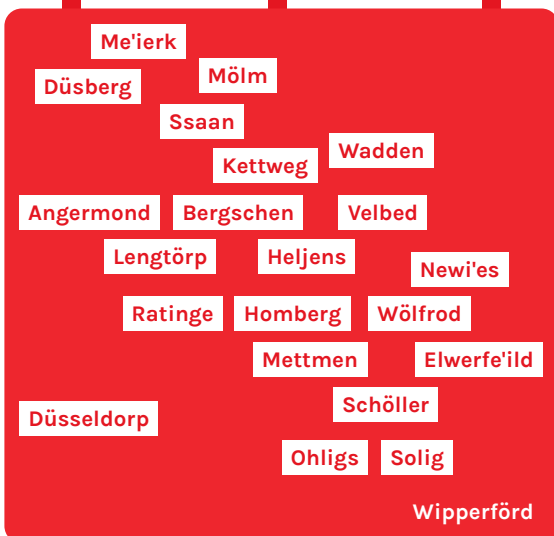 Me'ierk
Mölm
Düsberg
Ssaan
Wadden
Kettweg
Angermond
Bergschen
Velbed
Lengtörp
Heljens
Newi'es
Ratinge
Homberg
Wölfrod
Mettmen
Elwerfe'ild
Schöller
Düsseldorp
Ohligs
Solig
Wipperförd